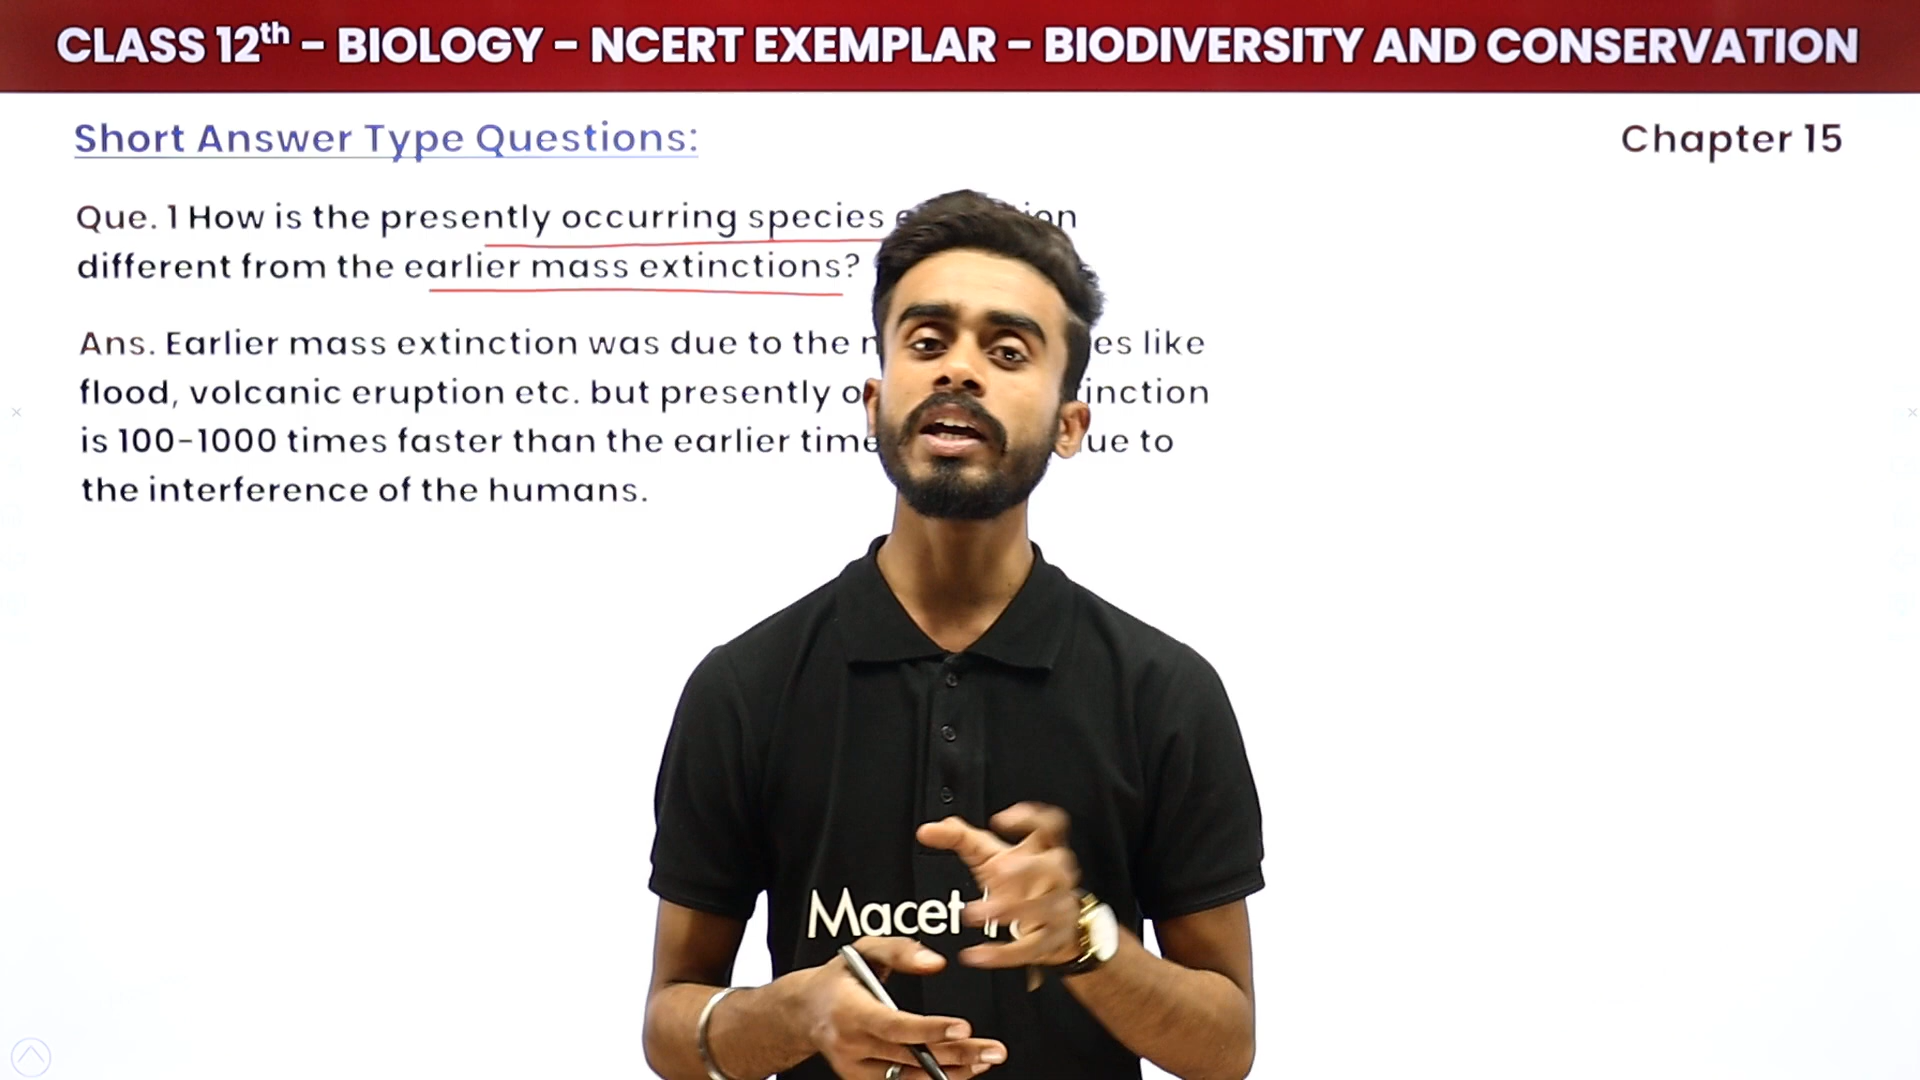 CLASS 12th - BIOLOGY - NCERT EXEMPLAR - BIODIVERSITY AND CONSERVATION
Short Answer Type Questions:
Chapter 15
Que. 1 How is the presently occurring species
different from the earlier mass extinctions?
Ans. Earlier mass extinction was due to the like
flood, volcanic eruption etc. but presently
is 100-1000 times faster than the earlier to
the interference of the humans.
Macet